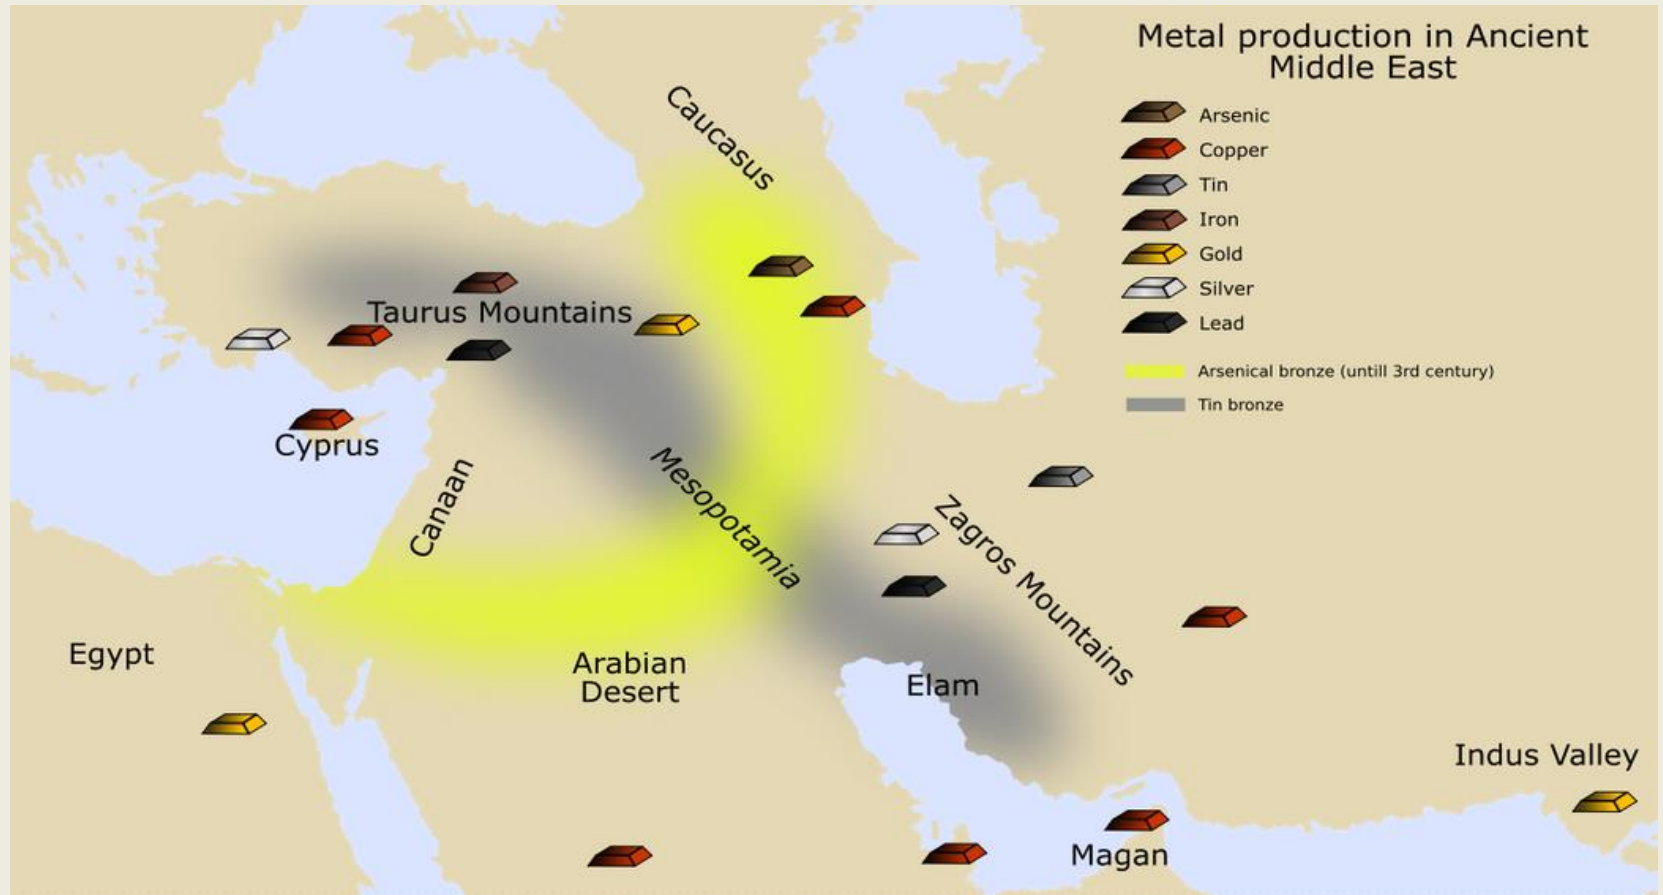 Metal production in Ancient
Middle East
Arsenic
Copper
Tin
Iron
Gold
Silver
Lead
Arsenical bronze (untill 3rd century)
Tin bronze
Caucasus
Taurus Mountains
Cyprus
Canaan
Mesopotamia
Zagros Mountains
Egypt
Arabian
Desert
Elam
Indus Valley
Magan